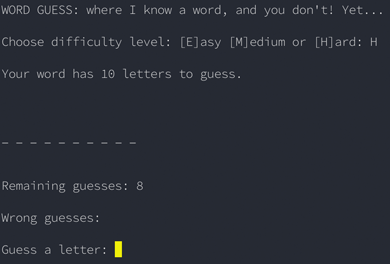 WORD GUESS: where I know a word, and you don't! Yet...
Choose difficulty level: [E]asy [M]edium or [H]ard: H
Your word has 10 letters to guess.
_ _ _ _ _ _ _ _ _ _
Remaining guesses: 8
Wrong guesses:
Guess a letter: